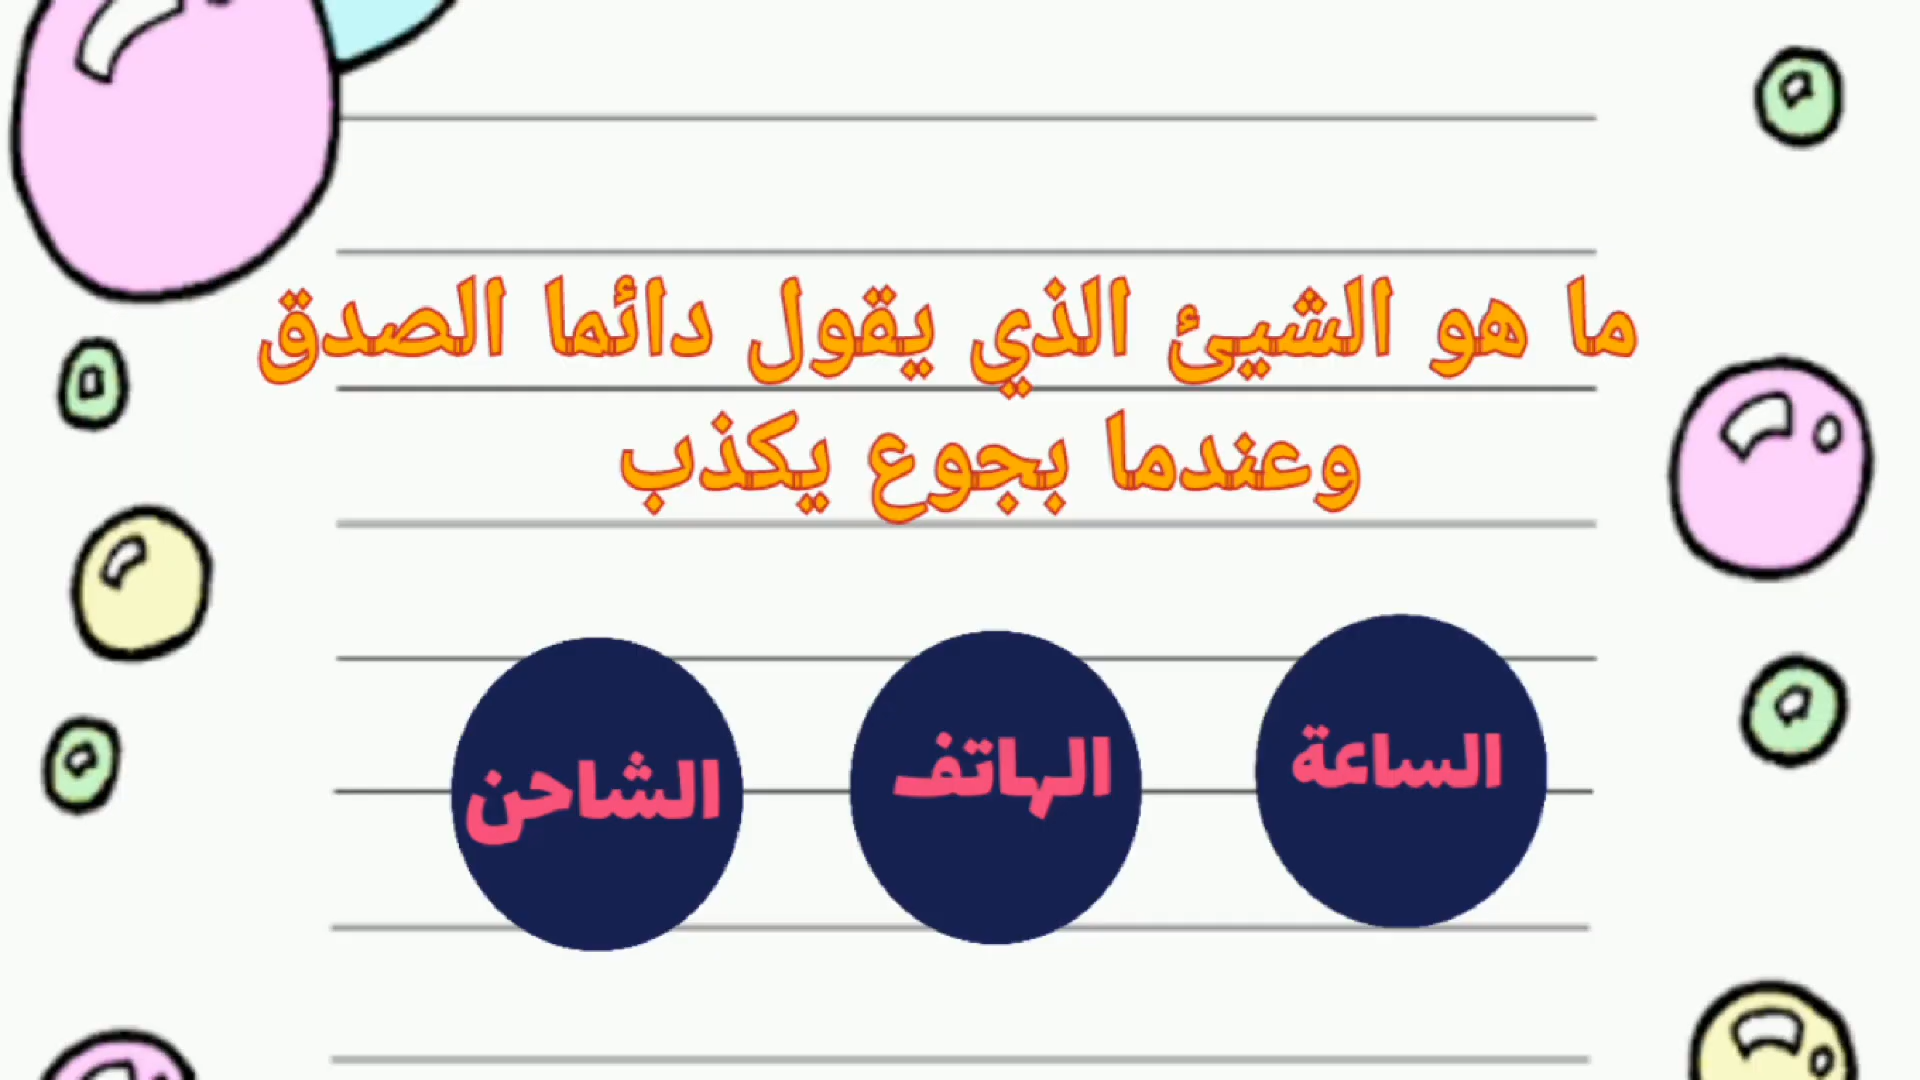 ما هو الشيئ الذي يقول دائما الصدق
وعندما بجوع يكذب
الساعة
الهاتف
الشاحن